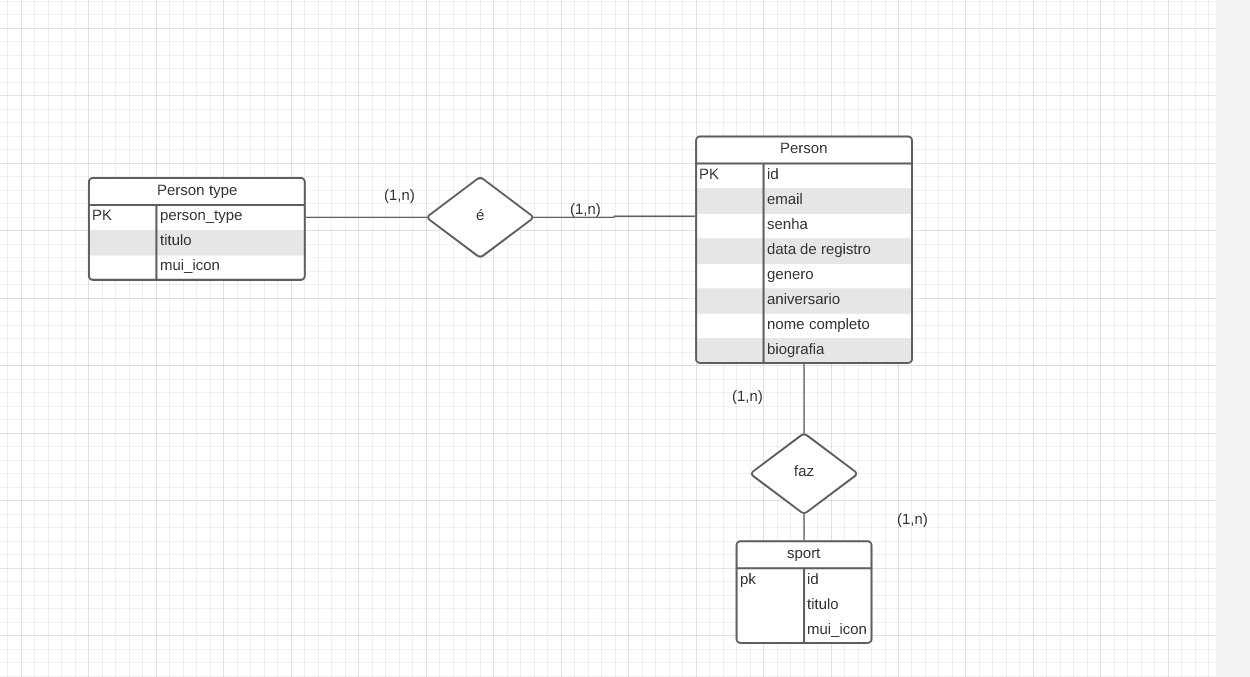 Person type
PK person_type
titulo
mui_icon
(1,n)
é
(1,n)
Person
PK id
email
senha
data de registro
genero
aniversario
nome completo
biografia
(1,n)
faz
(1,n)
sport
pk id
titulo
mui_icon